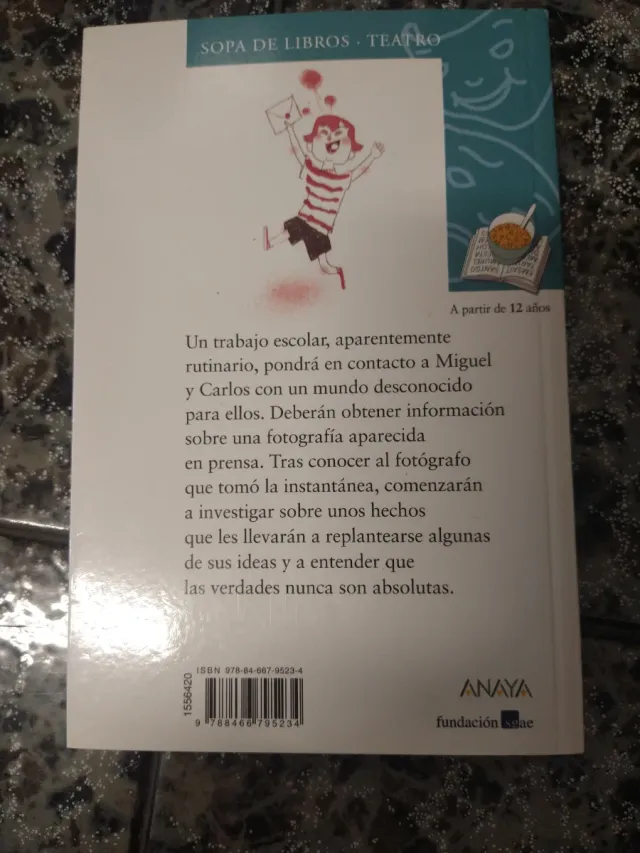 SOPA DE LIBROS · TEATRO
A partir de 12 años
Un trabajo escolar, aparentemente
rutinario, pondrá en contacto a Miguel
y Carlos con un mundo desconocido
para ellos. Deberán obtener información
sobre una fotografía aparecida
en prensa. Tras conocer al fotógrafo
que tomó la instantánea, comenzarán
a investigar sobre unos hechos
que les llevarán a replantearse algunas
de sus ideas y a entender que
las verdades nunca son absolutas.
ISBN 978-84-667-9523-4
1556420
9 788466 795234
ANAYA
fundación sgae